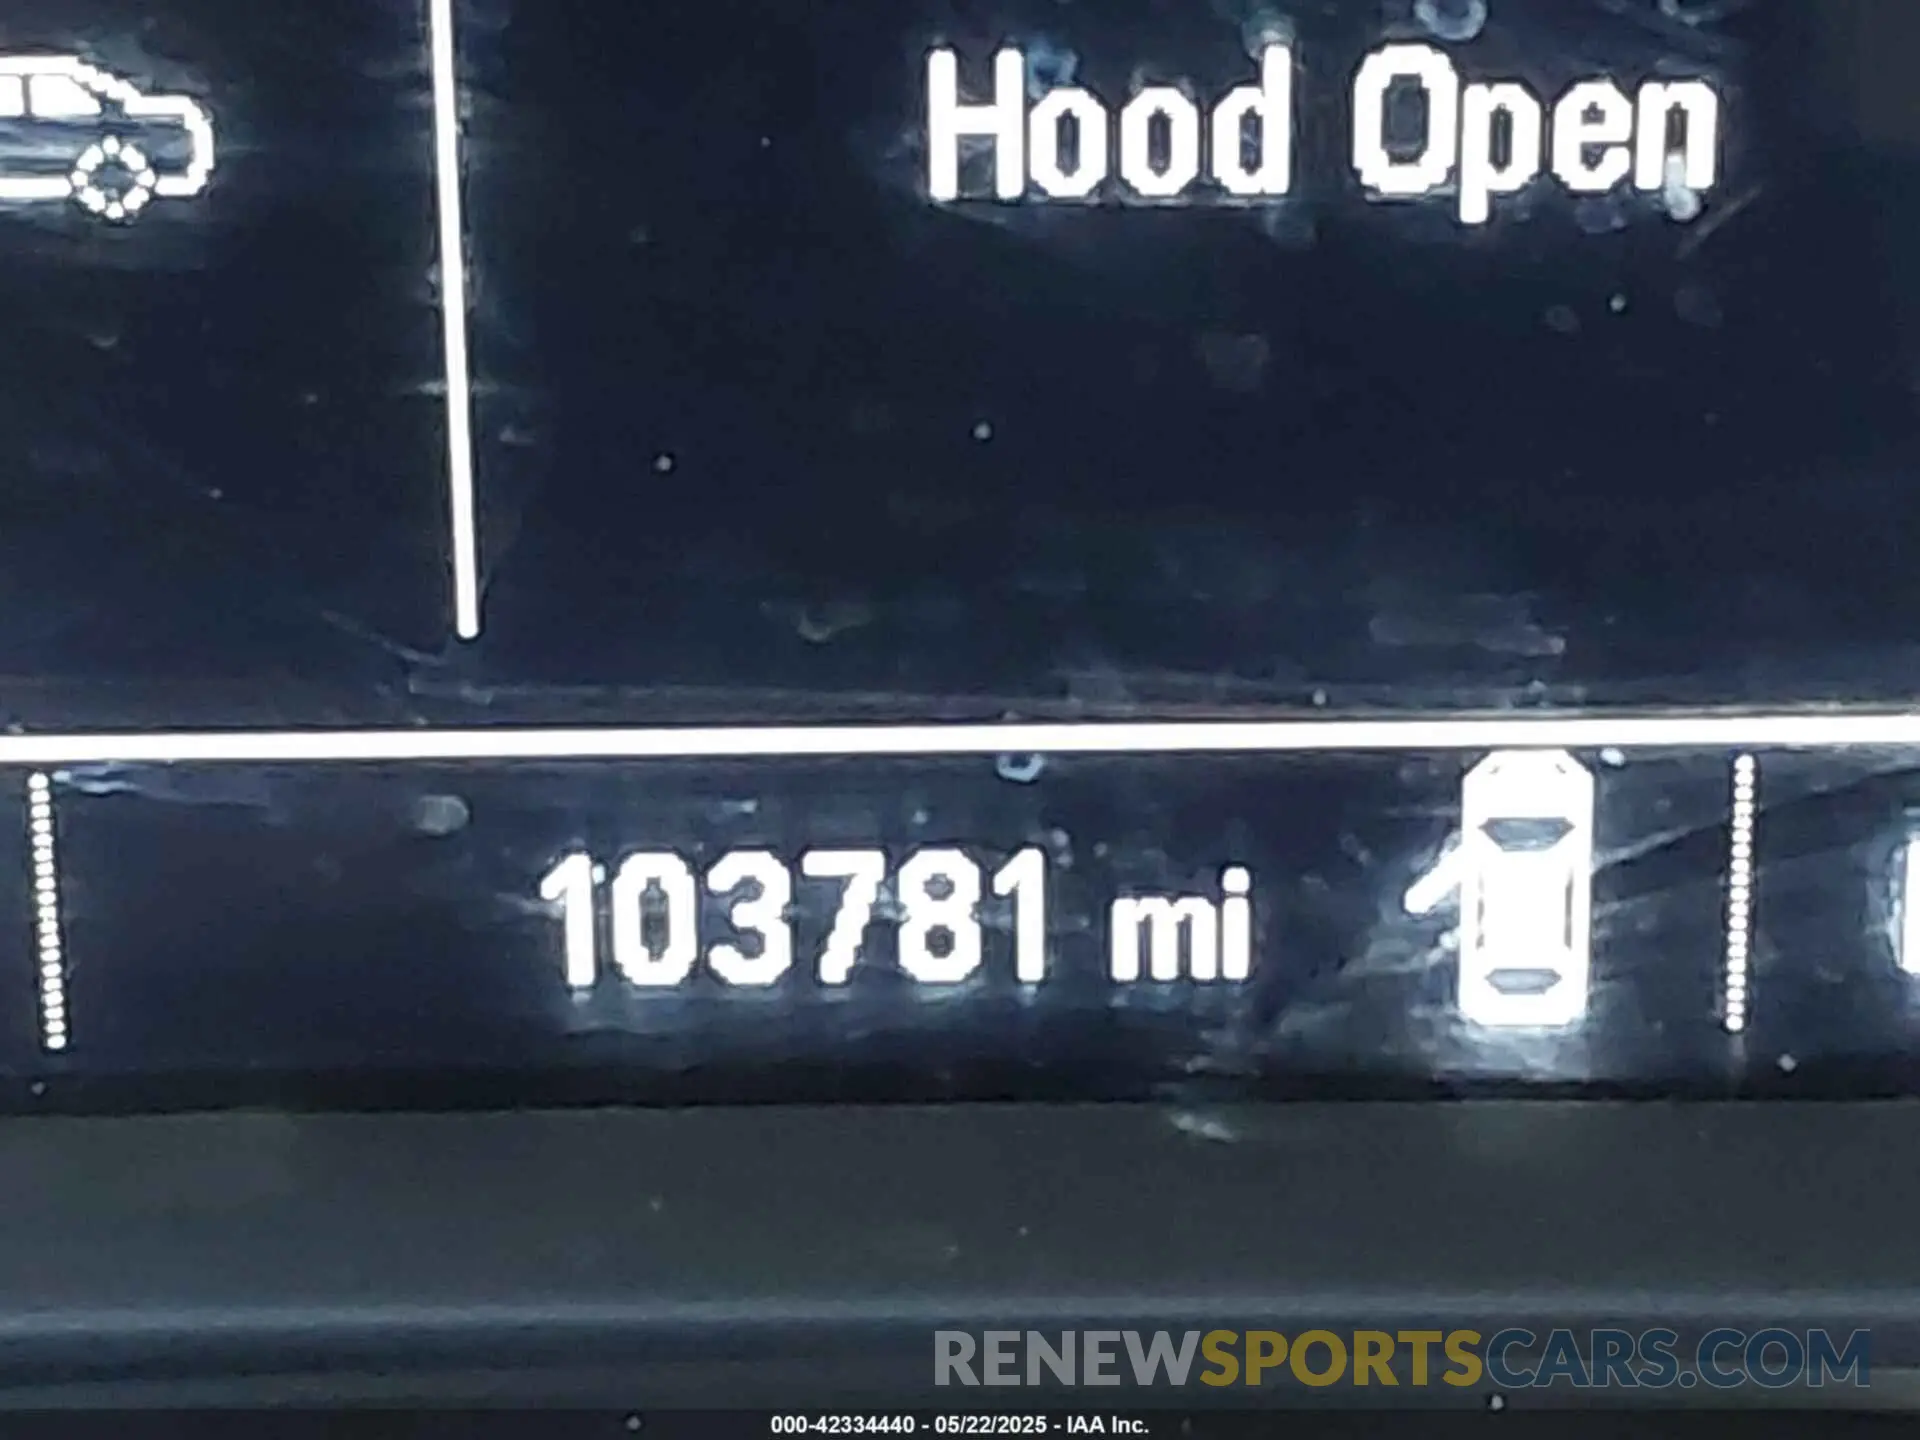 Hood Open
103781 mi
RENEWSPORTSCARS.COM
000-42334440 - 05/22/2025 - IAA Inc.